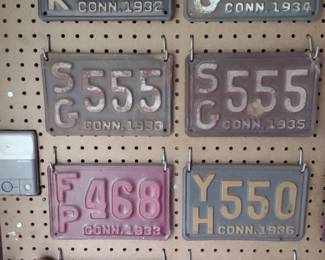 K
CONN. 1932
CONN. 1934
SG 555
CONN. 1933
SG 555
CONN. 1935
FP 468
CONN. 1933
YH 550
CONN. 1936